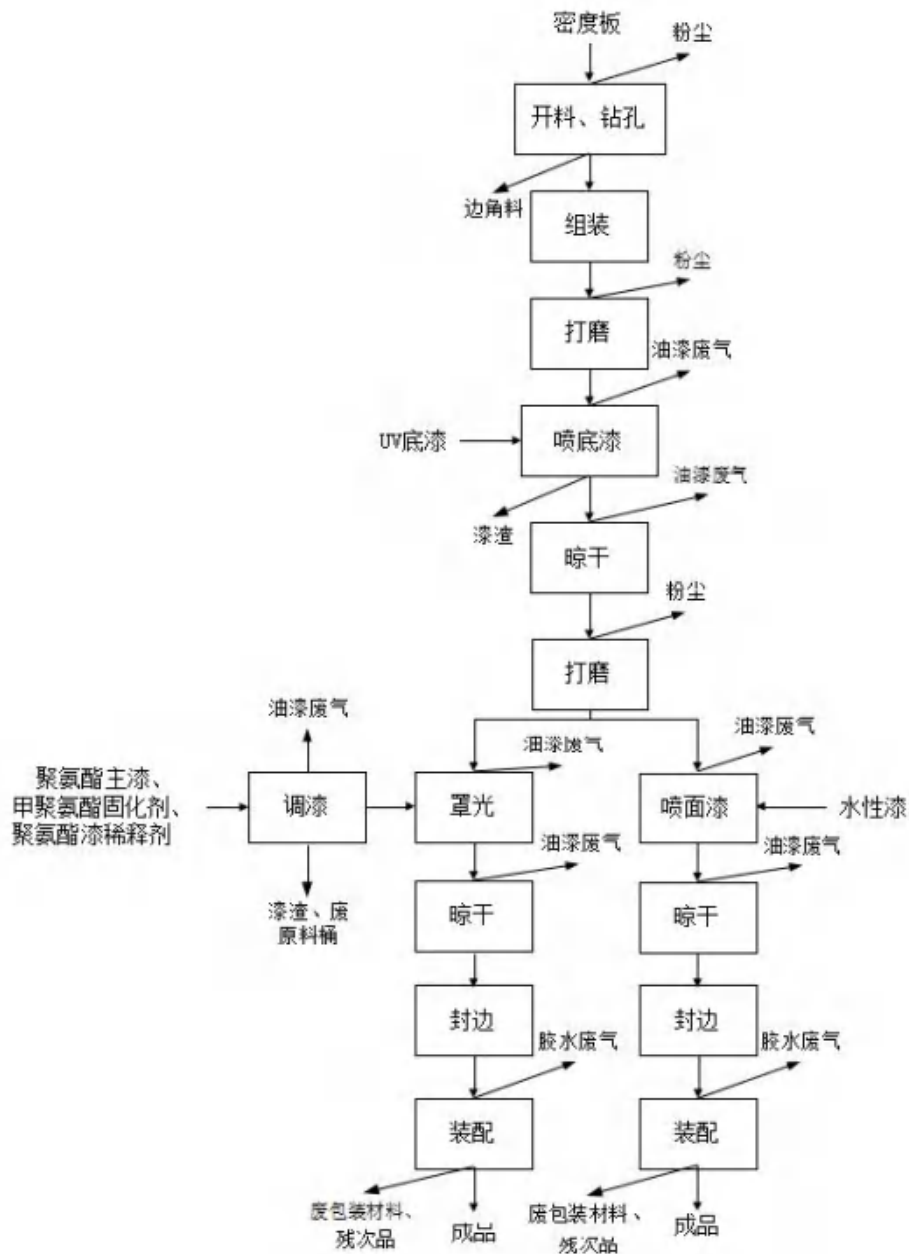 密度板
粉尘
开料、钻孔
边角料
组装
粉尘
打磨
油漆废气
UV底漆
喷底漆
油漆废气
漆渣
晾干
粉尘
打磨
油漆废气
油漆废气
油漆废气
聚氨酯主漆、
甲聚氨酯固化剂、
聚氨酯漆稀释剂
调漆
罩光
喷面漆
水性漆
油漆废气
油漆废气
漆渣、废
原料桶
晾干
晾干
封边
封边
胶水废气
胶水废气
装配
装配
废包装材料、
残次品
成品
废包装材料、
残次品
成品